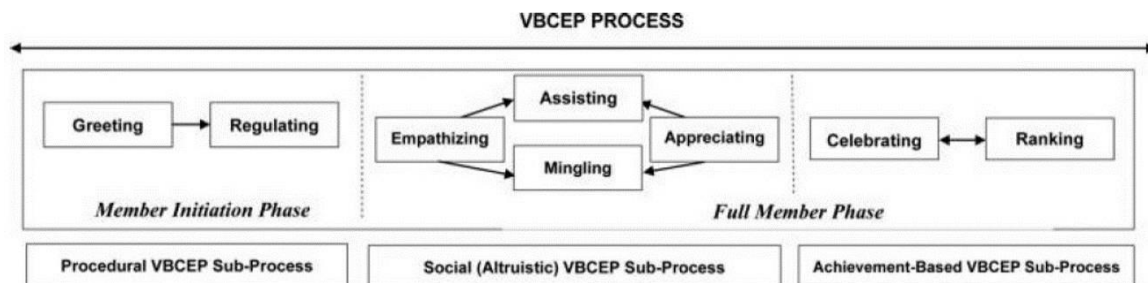 VBCEP PROCESS
Greeting
Regulating
Empathizing
Assisting
Mingling
Appreciating
Celebrating
Ranking
Member Initiation Phase
Full Member Phase
Procedural VBCEP Sub-Process
Social (Altruistic) VBCEP Sub-Process
Achievement-Based VBCEP Sub-Process